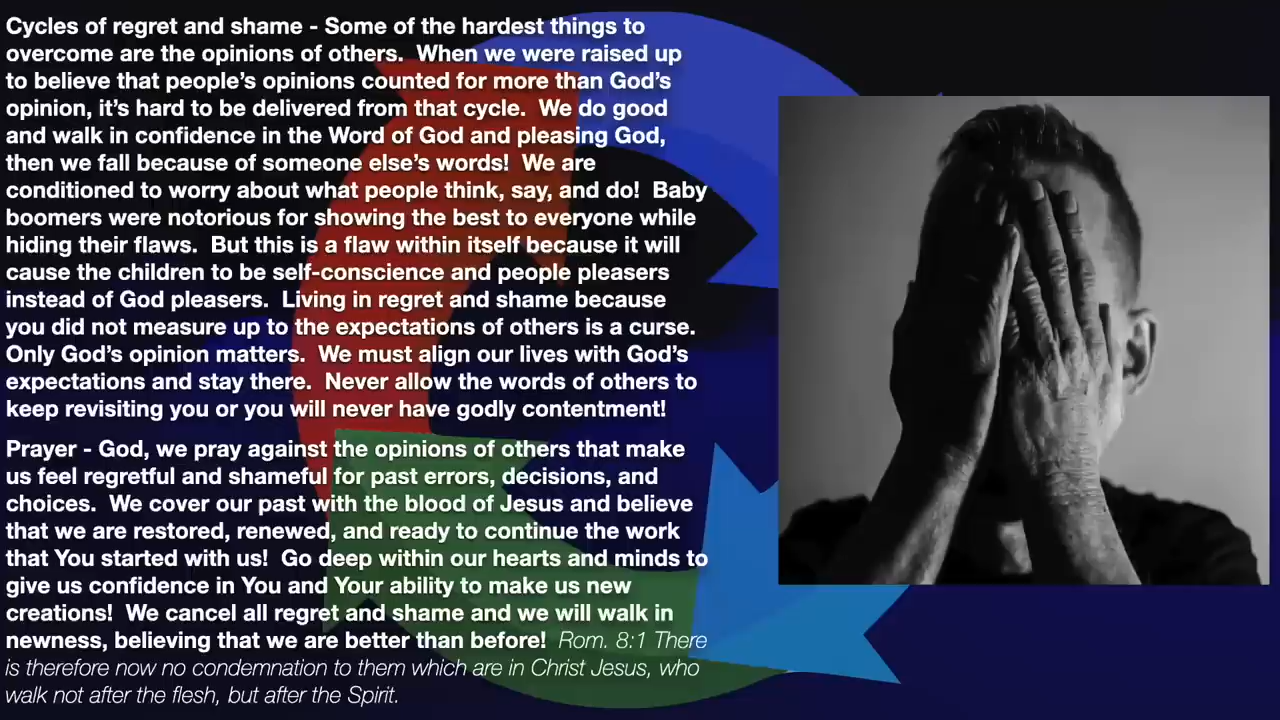 Cycles of regret and shame - Some of the hardest things to
overcome are the opinions of others.  When we were raised up
to believe that people’s opinions counted for more than God’s
opinion, it’s hard to be delivered from that cycle.  We do good
and walk in confidence in the Word of God and pleasing God,
then we fall because of someone else’s words!  We are
conditioned to worry about what people think, say, and do!  Baby
boomers were notorious for showing the best to everyone while
hiding their flaws.  But this is a flaw within itself because it will
cause the children to be self-conscience and people pleasers
instead of God pleasers.  Living in regret and shame because
you did not measure up to the expectations of others is a curse.
Only God’s opinion matters.  We must align our lives with God’s
expectations and stay there.  Never allow the words of others to
keep revisiting you or you will never have godly contentment!
Prayer - God, we pray against the opinions of others that make
us feel regretful and shameful for past errors, decisions, and
choices.  We cover our past with the blood of Jesus and believe
that we are restored, renewed, and ready to continue the work
that You started with us!  Go deep within our hearts and minds to
give us confidence in You and Your ability to make us new
creations!  We cancel all regret and shame and we will walk in
newness, believing that we are better than before!  Rom. 8:1 There
is therefore now no condemnation to them which are in Christ Jesus, who
walk not after the flesh, but after the Spirit.